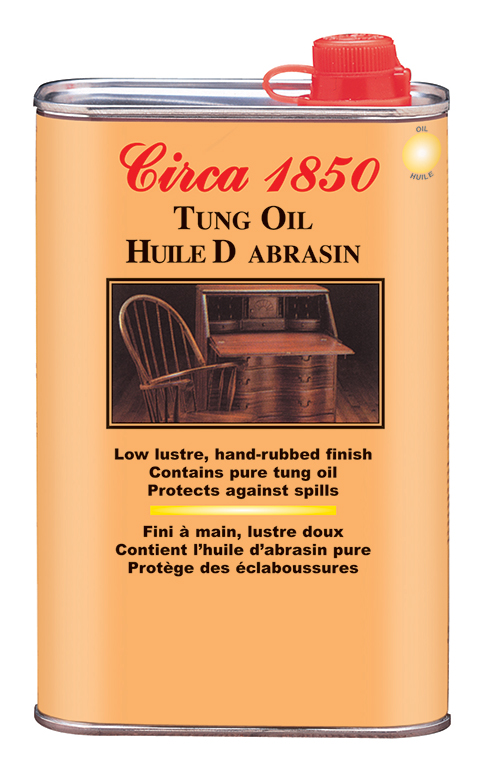 Circa 1850
OIL
HUILE
TUNG OIL
HUILE D ABRASIN
Low lustre, hand-rubbed finish
Contains pure tung oil
Protects against spills
Fini à main, lustre doux
Contient l'huile d'abrasin pure
Protège des éclaboussures